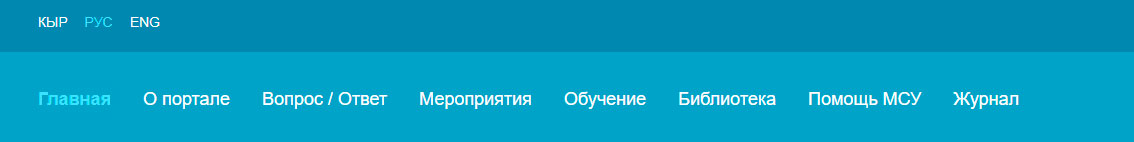 КЫР РУС ENG
Главная О портале Вопрос / Ответ Мероприятия Обучение Библиотека Помощь МСУ Журнал